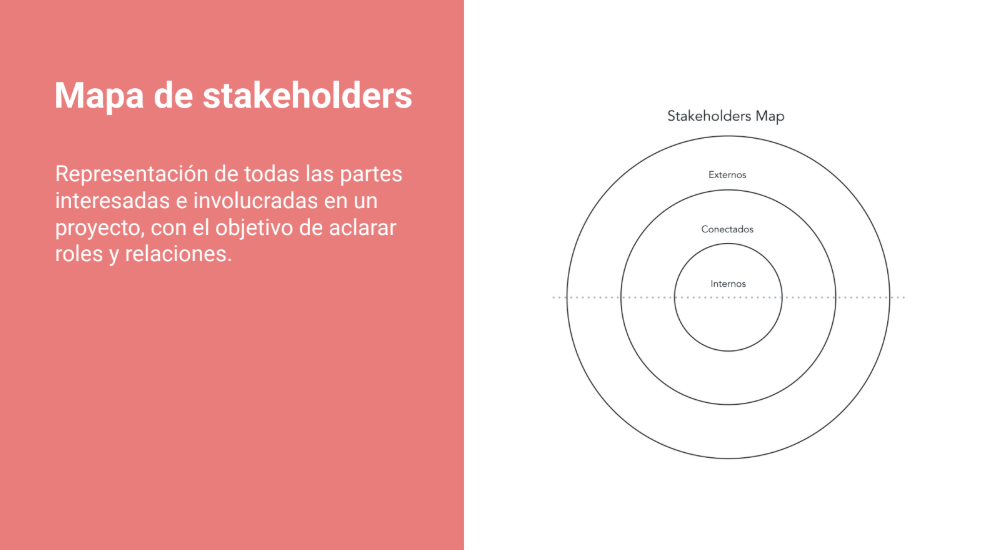 Mapa de stakeholders
Representación de todas las partes
interesadas e involucradas en un
proyecto, con el objetivo de aclarar
roles y relaciones.
Stakeholders Map
Externos
Conectados
Internos